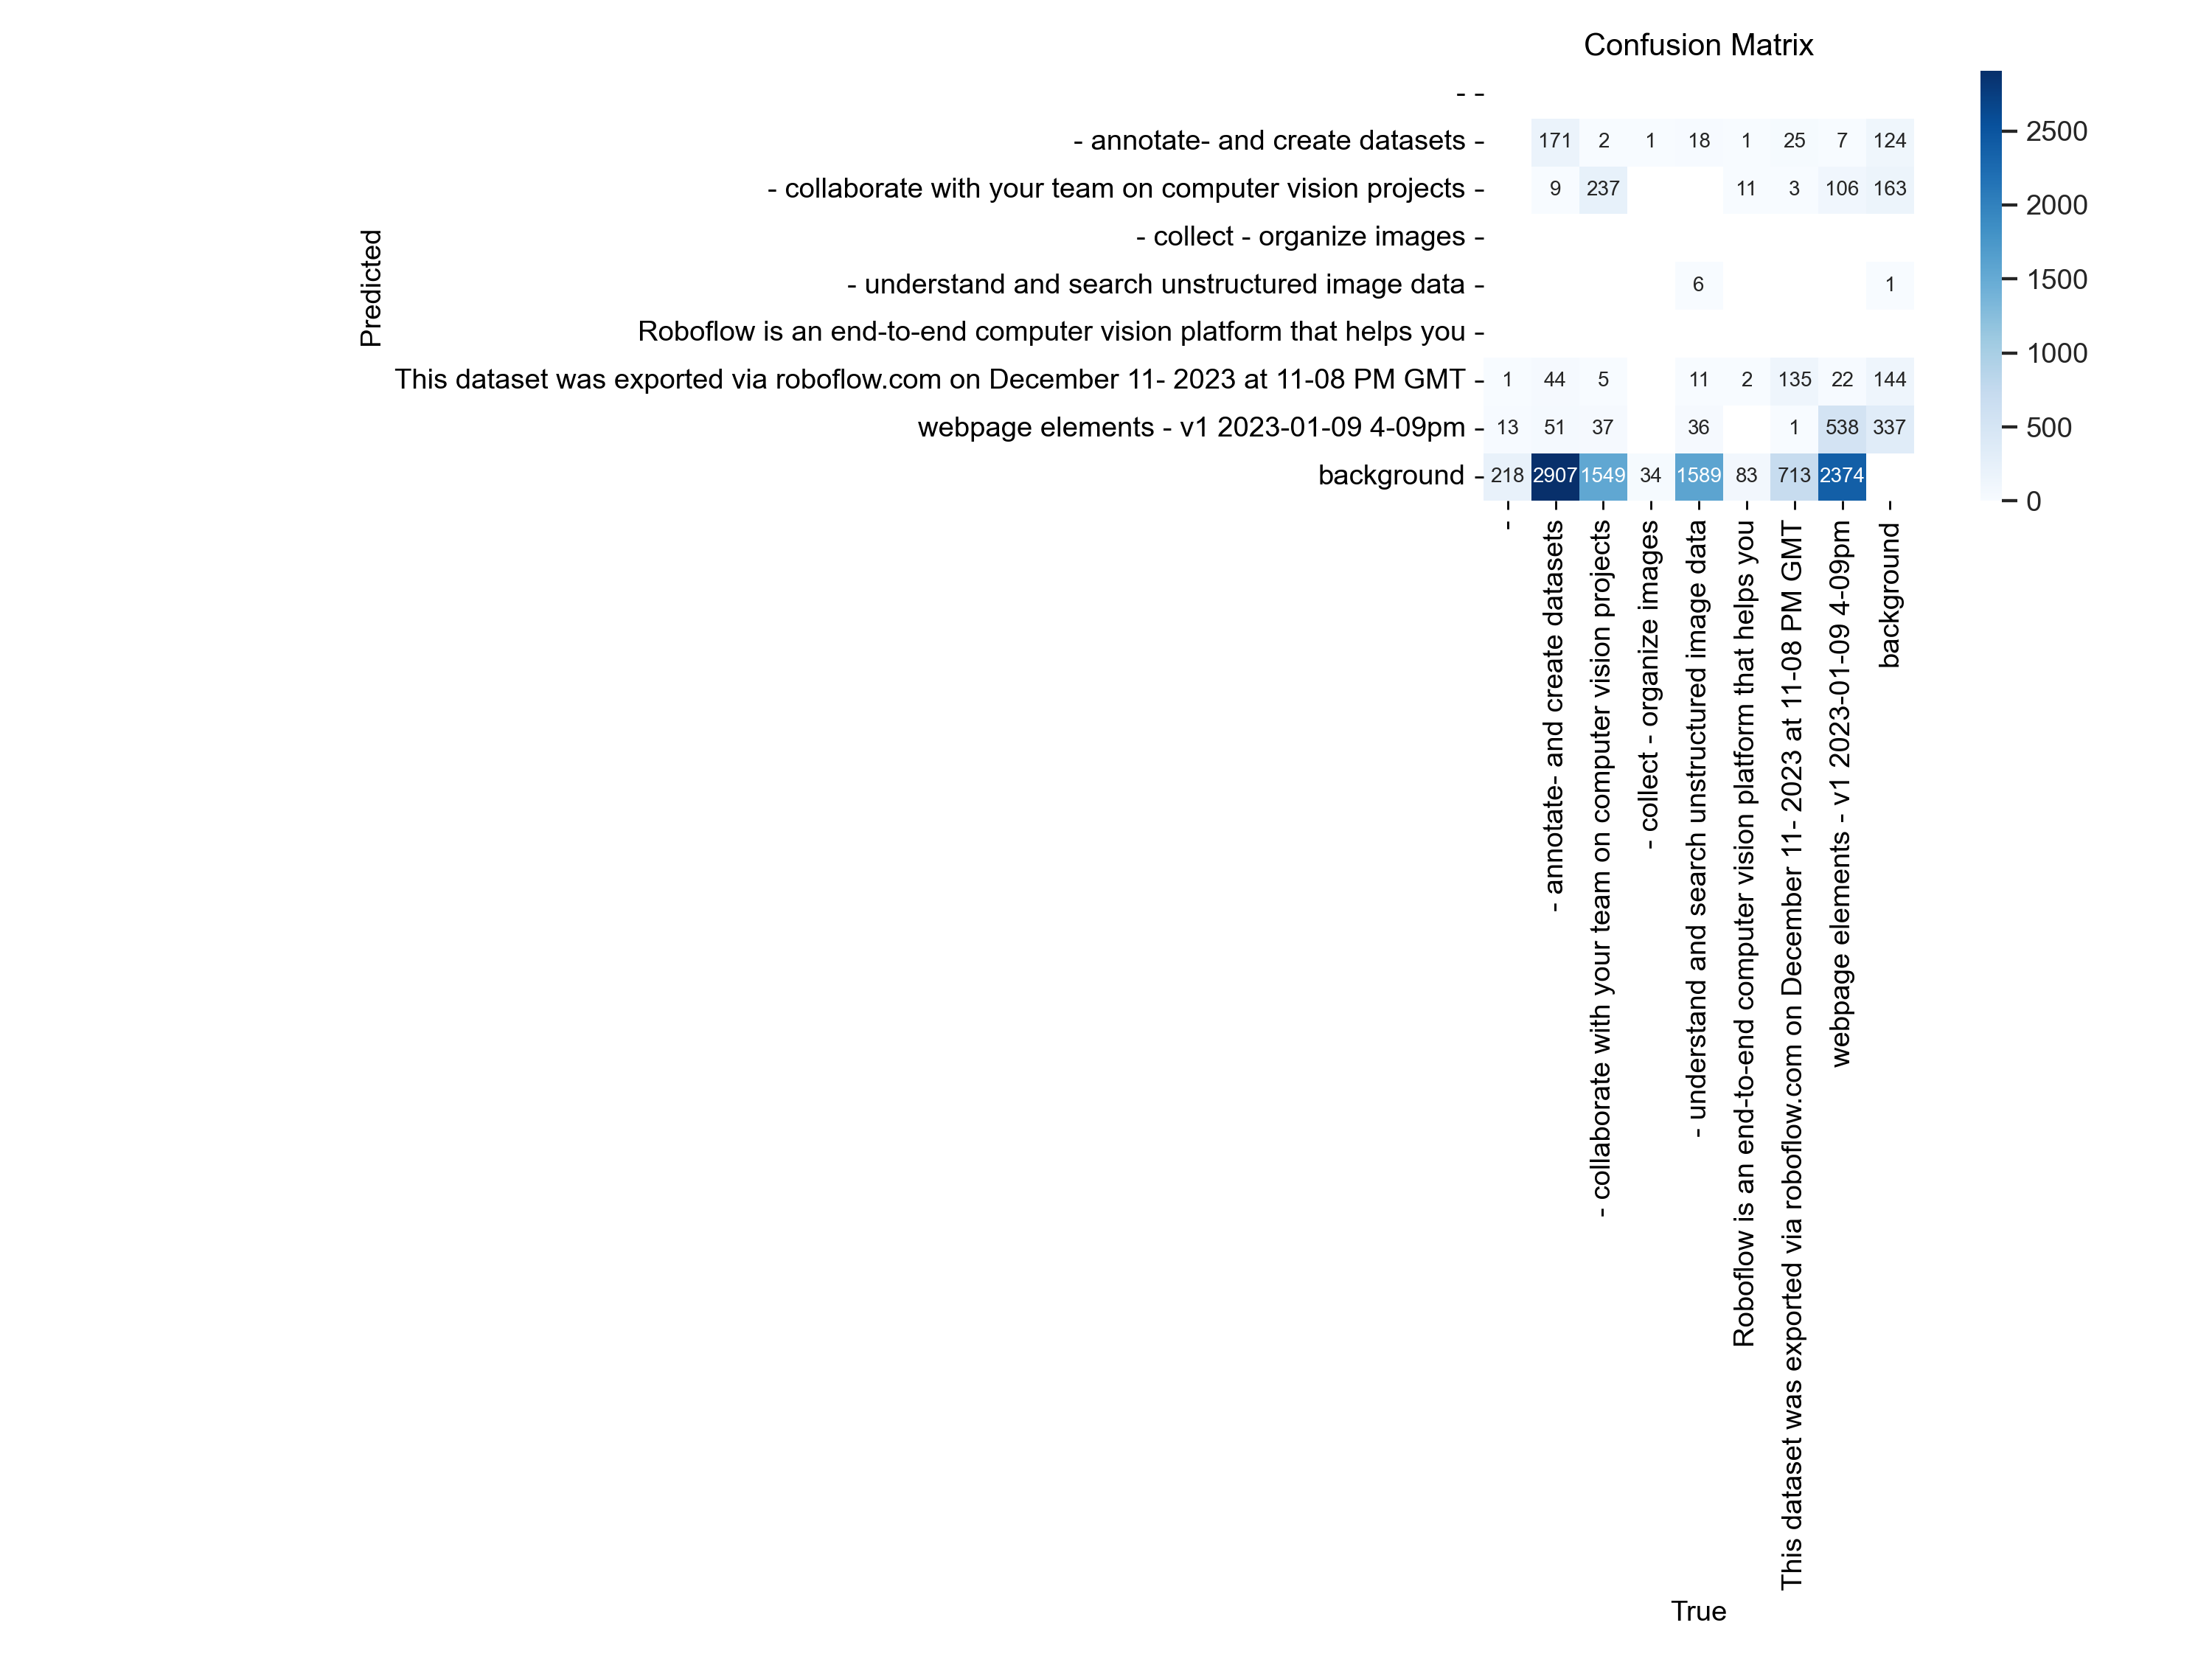 Confusion Matrix
- -
- annotate- and create datasets - 171 2 1 18 1 25 7 124
- collaborate with your team on computer vision projects - 9 237 11 3 106 163
- collect - organize images -
- understand and search unstructured image data - 6 1
Roboflow is an end-to-end computer vision platform that helps you -
This dataset was exported via roboflow.com on December 11- 2023 at 11-08 PM GMT - 1 44 5 11 2 135 22 144
webpage elements - v1 2023-01-09 4-09pm - 13 51 37 36 1 538 337
background - 218 2907 1549 34 1589 83 713 2374
Predicted
2500
2000
1500
1000
500
0
-
- annotate- and create datasets
- collaborate with your team on computer vision projects
- collect - organize images
- understand and search unstructured image data
Roboflow is an end-to-end computer vision platform that helps you
This dataset was exported via roboflow.com on December 11- 2023 at 11-08 PM GMT
webpage elements - v1 2023-01-09 4-09pm
background
True